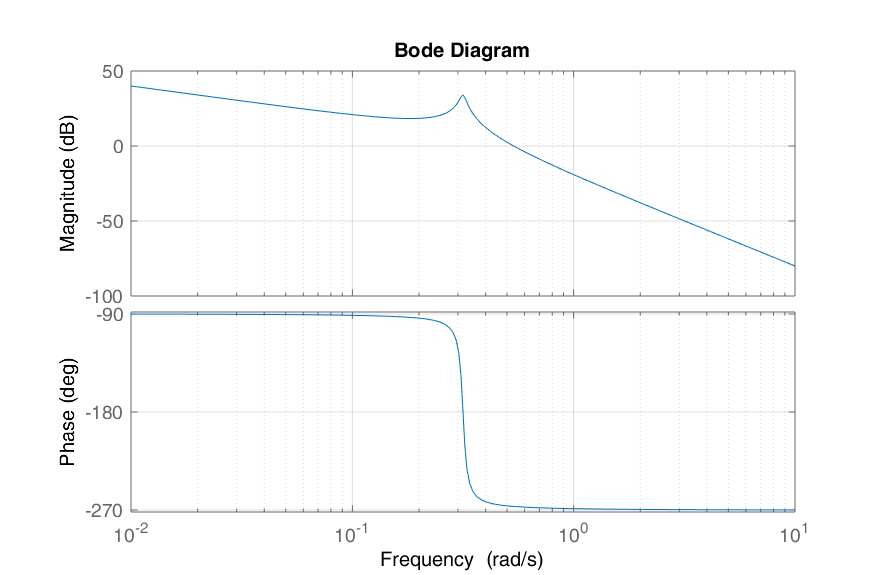 Bode Diagram
50
0
-50
-100
Magnitude (dB)
-90
-180
-270
Phase (deg)
10^-2 10^-1 10^0 10^1
Frequency (rad/s)